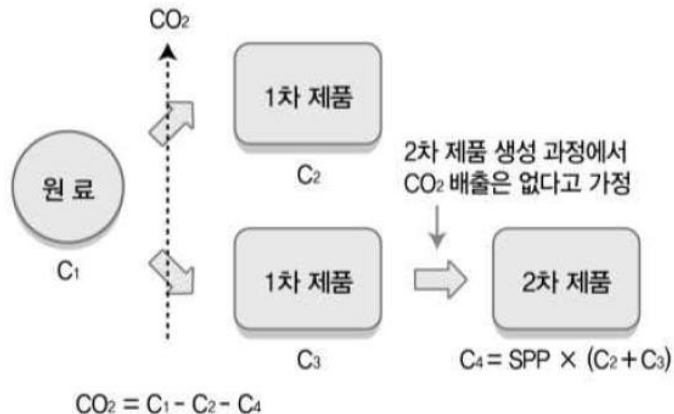 CO₂
1차 제품
C₂
2차 제품 생성 과정에서
CO₂ 배출은 없다고 가정
원 료
C₁
1차 제품
C₃
2차 제품
C₄ = SPP × (C₂ + C₃)
CO₂ = C₁ - C₂ - C₄